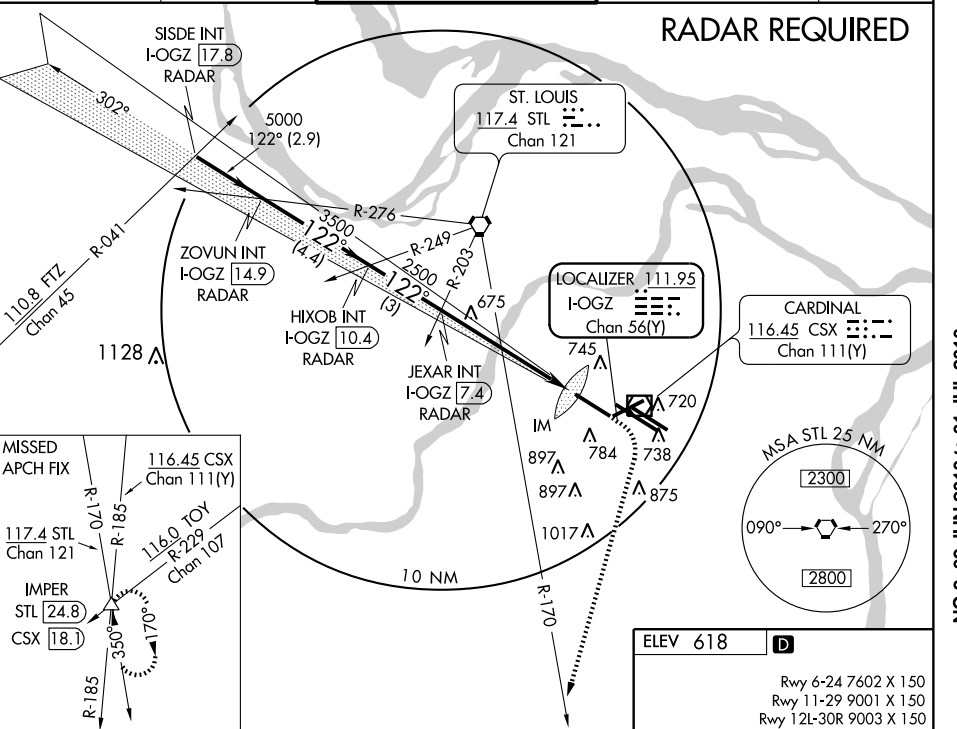 RADAR REQUIRED
SISDE INT
I-OGZ 17.8
RADAR
302°
5000
122° (2.9)
ST. LOUIS
117.4 STL
Chan 121
R-276
R-041
3500
122°
(4.4)
R-249
R-203
2500
122°
(3)
ZOVUN INT
I-OGZ 14.9
RADAR
110.8 FTZ
Chan 45
HIXOB INT
I-OGZ 10.4
RADAR
675
LOCALIZER 111.95
I-OGZ
Chan 56(Y)
CARDINAL
116.45 CSX
Chan 111(Y)
1128
JEXAR INT
I-OGZ 7.4
RADAR
745
720
IM
784
738
897
897
875
1017
10 NM
R-170
MSA STL 25 NM
2300
090°
270°
2800
MISSED
APCH FIX
116.45 CSX
Chan 111(Y)
R-170
R-185
117.4 STL
Chan 121
116.0 TOY
R-229
Chan 107
IMPER
STL 24.8
CSX 18.1
350°
170°
R-185
ELEV 618
D
Rwy 6-24 7602 X 150
Rwy 11-29 9001 X 150
Rwy 12L-30R 9003 X 150